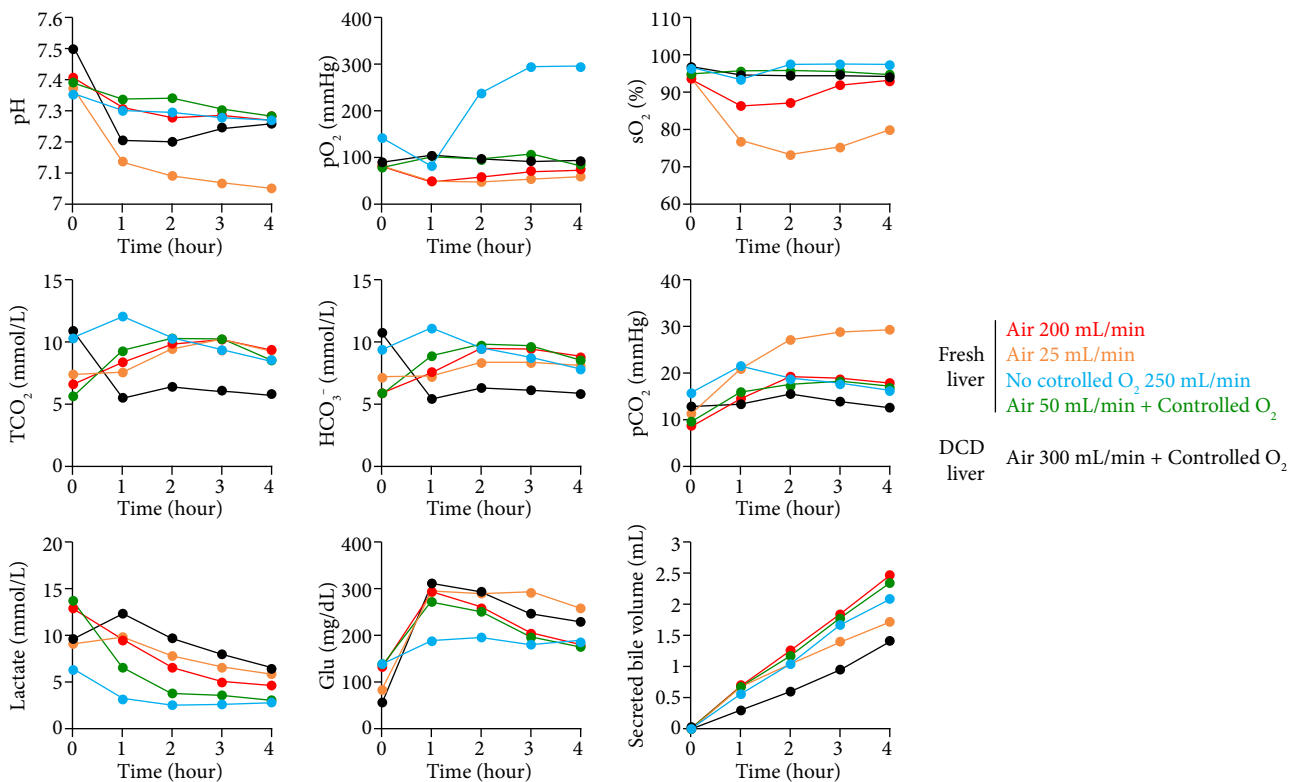 7.6
7.5
7.4
7.3
7.2
7.1
7
pH
0 1 2 3 4
Time (hour)
400
300
200
100
0
pO₂ (mmHg)
0 1 2 3 4
Time (hour)
110
100
90
80
70
60
sO₂ (%)
0 1 2 3 4
Time (hour)
15
10
5
0
TCO₂ (mmol/L)
0 1 2 3 4
Time (hour)
15
10
5
0
HCO₃⁻ (mmol/L)
0 1 2 3 4
Time (hour)
40
30
20
10
0
pCO₂ (mmHg)
0 1 2 3 4
Time (hour)
Fresh
liver
Air 200 mL/min
Air 25 mL/min
No cotrolled O₂ 250 mL/min
Air 50 mL/min + Controlled O₂
DCD
liver
Air 300 mL/min + Controlled O₂
20
15
10
5
0
Lactate (mmol/L)
0 1 2 3 4
Time (hour)
400
300
200
100
0
Glu (mg/dL)
0 1 2 3 4
Time (hour)
3
2.5
2
1.5
1
0.5
0
Secreted bile volume (mL)
0 1 2 3 4
Time (hour)